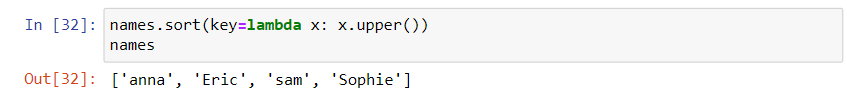 In [32]: names.sort(key=lambda x: x.upper())
names
Out[32]: ['anna', 'Eric', 'sam', 'Sophie']